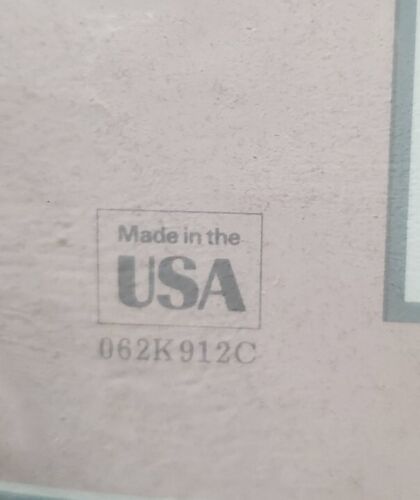 Made in the
USA
062K912C